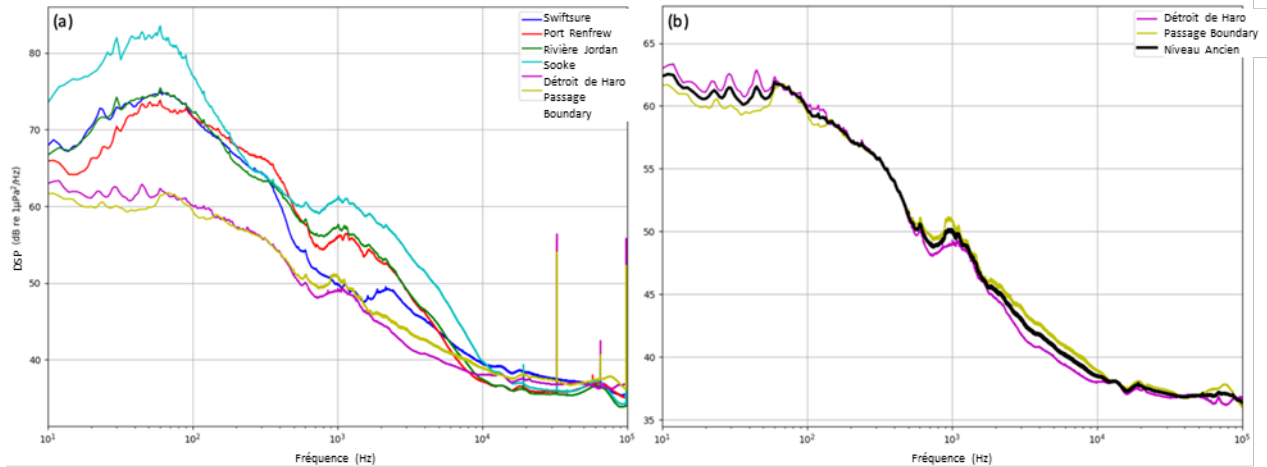 (a)
Swiftsure
Port Renfrew
Rivière Jordan
Sooke
Détroit de Haro
Passage
Boundary
80
70
60
50
40
DSP (dB re 1µPa²/Hz)
10¹
10²
10³
10⁴
10⁵
Fréquence (Hz)
(b)
Détroit de Haro
Passage Boundary
Niveau Ancien
65
60
55
50
45
40
35
10¹
10²
10³
10⁴
10⁵
Fréquence (Hz)